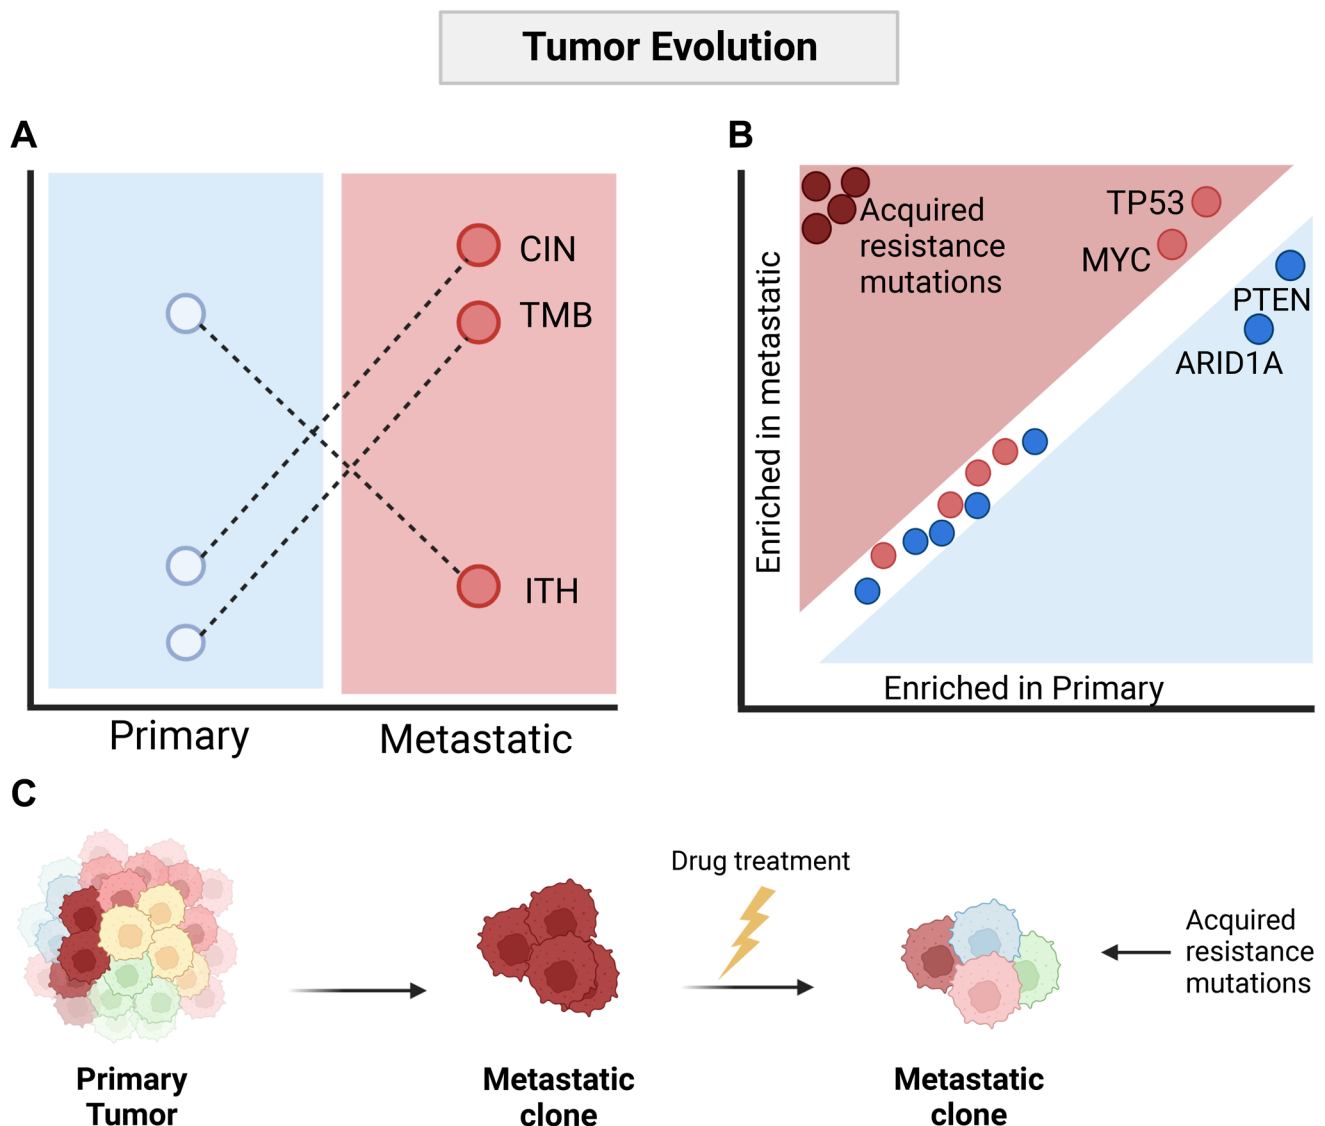 Tumor Evolution
A
CIN
TMB
ITH
Primary
Metastatic
B
Enriched in metastatic
Acquired
resistance
mutations
TP53
MYC
PTEN
ARID1A
Enriched in Primary
C
Primary
Tumor
Metastatic
clone
Drug treatment
Metastatic
clone
Acquired
resistance
mutations